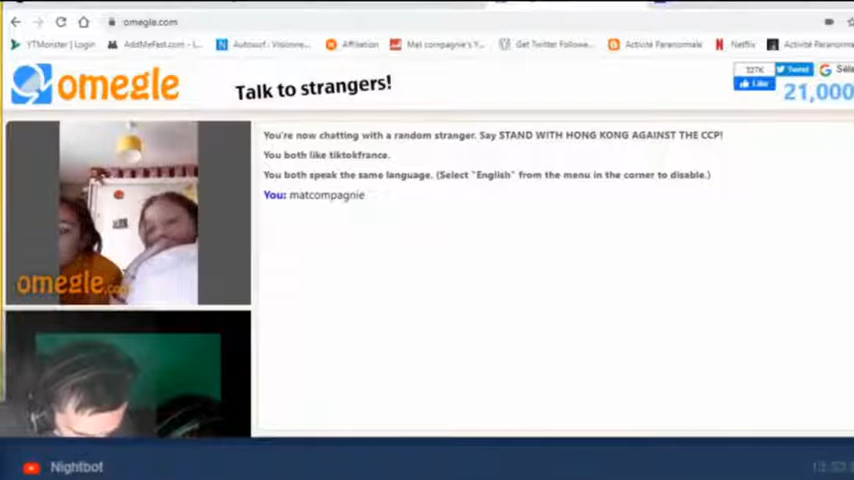 omegle.com
YTMonster | Login
AddMeFast.com - L...
Autosurf : Visionne...
Affiliation
Mat compagnie's Y...
Get Twitter Followe...
Activité Paranormale
Netflix
Activité Paranorm
omegle
Talk to strangers!
127K
Like
Tweet
Séle
21,000
You're now chatting with a random stranger. Say STAND WITH HONG KONG AGAINST THE CCP!
You both like tiktokfrance.
You both speak the same language. (Select "English" from the menu in the corner to disable.)
You: matcompagnie
omegle.com
Nightbot